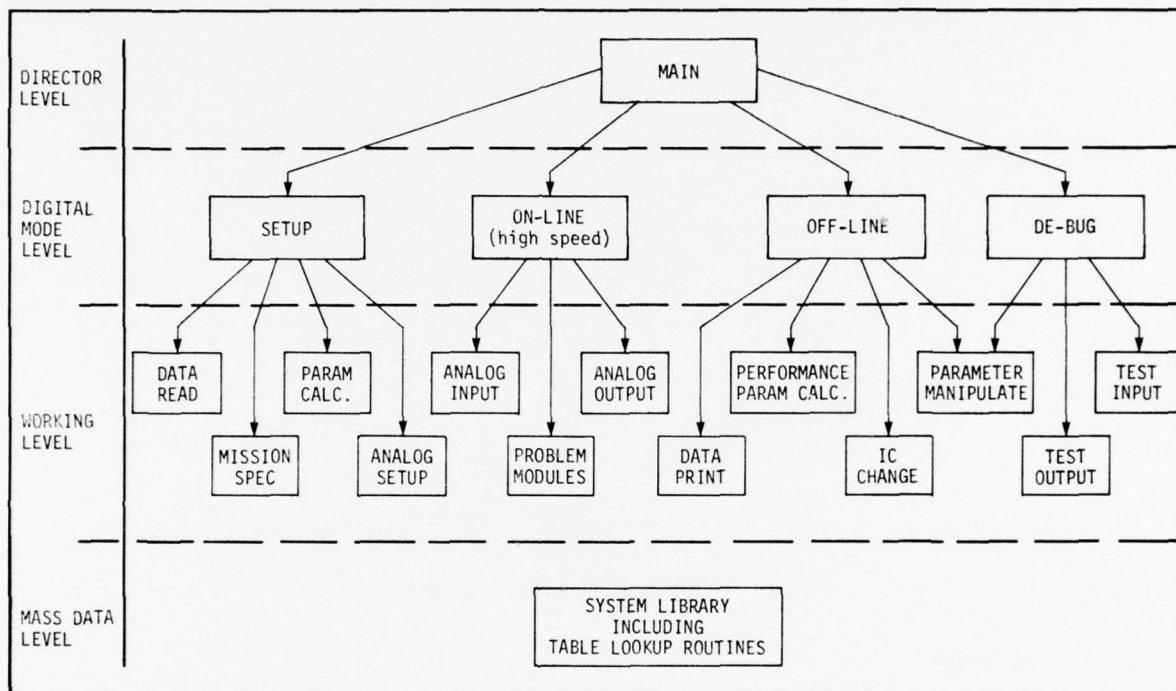 DIRECTOR
LEVEL
MAIN
DIGITAL
MODE
LEVEL
SETUP
ON-LINE
(high speed)
OFF-LINE
DE-BUG
WORKING
LEVEL
DATA
READ
PARAM
CALC.
ANALOG
INPUT
ANALOG
OUTPUT
PERFORMANCE
PARAM CALC.
PARAMETER
MANIPULATE
TEST
INPUT
MISSION
SPEC
ANALOG
SETUP
PROBLEM
MODULES
DATA
PRINT
IC
CHANGE
TEST
OUTPUT
MASS DATA
LEVEL
SYSTEM LIBRARY
INCLUDING
TABLE LOOKUP ROUTINES